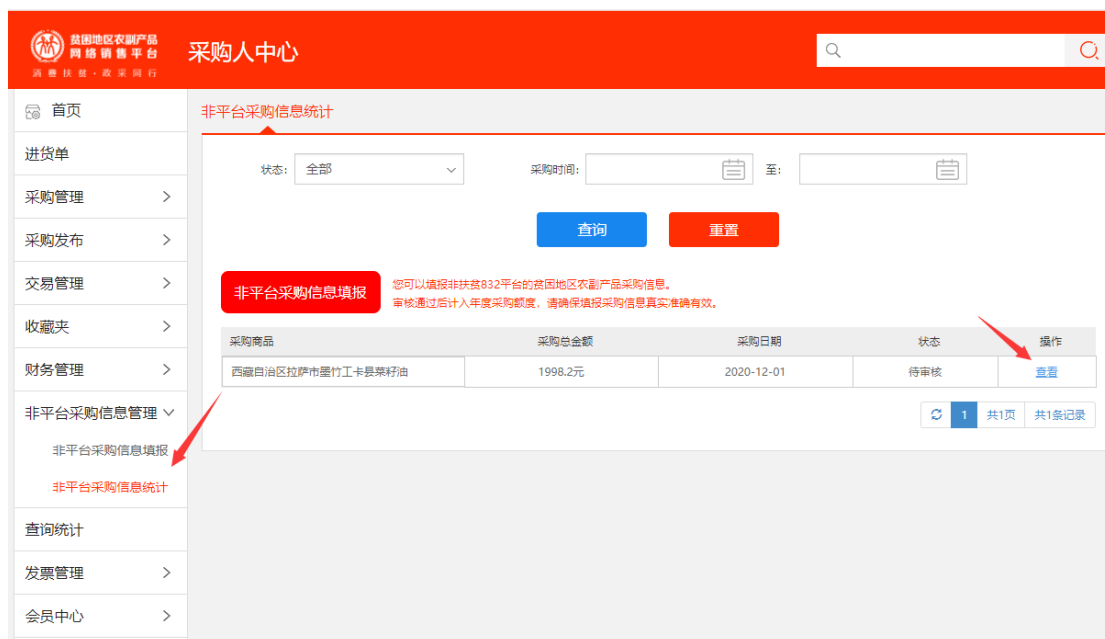 贫困地区农副产品
网络销售平台
消费扶贫·政采同行
采购人中心
首页
进货单
采购管理
采购发布
交易管理
收藏夹
财务管理
非平台采购信息管理
非平台采购信息填报
非平台采购信息统计
查询统计
发票管理
会员中心
非平台采购信息统计
状态: 全部 采购时间: 至:
查询 重置
非平台采购信息填报
您可以填报非扶贫832平台的贫困地区农副产品采购信息。
审核通过后计入年度采购额度，请确保填报采购信息真实准确有效。
采购商品 采购总金额 采购日期 状态 操作
西藏自治区拉萨市墨竹工卡县菜籽油 1998.2元 2020-12-01 待审核 查看
1 共1页 共1条记录